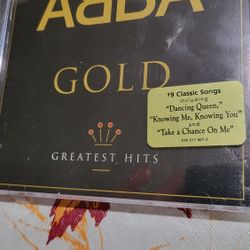 ABBA
GOLD
19 Classic Songs
including
"Dancing Queen,"
"Knowing Me, Knowing You"
and
"Take a Chance On Me"
GREATEST HITS